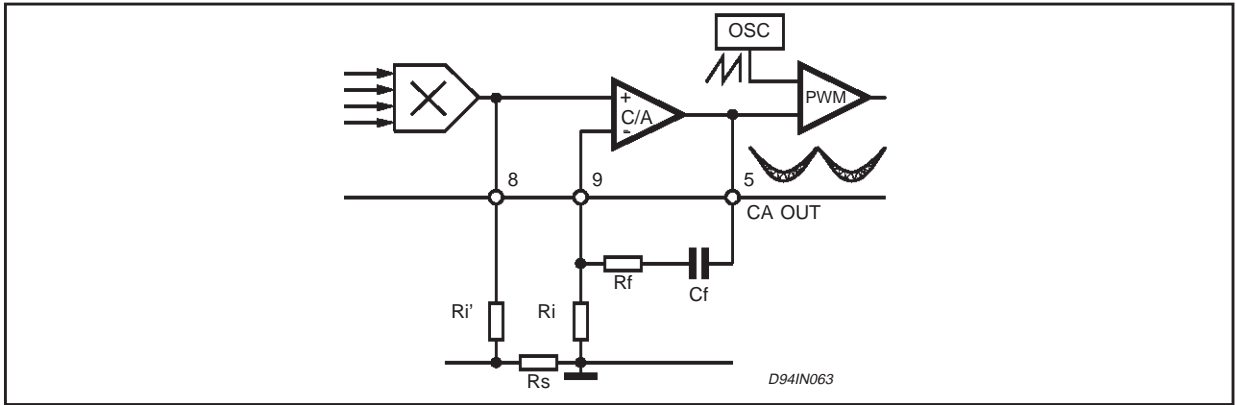 OSC
+
C/A
-
PWM
8
9
5
CA OUT
Rf
Cf
Ri'
Ri
Rs
D94IN063